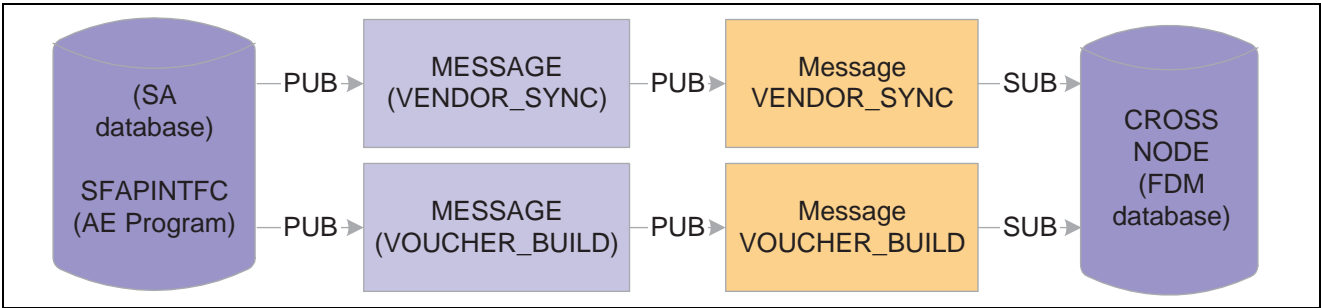 (SA
database)
SFAPINTFC
(AE Program)
PUB
MESSAGE
(VENDOR_SYNC)
PUB
Message
VENDOR_SYNC
SUB
PUB
MESSAGE
(VOUCHER_BUILD)
PUB
Message
VOUCHER_BUILD
SUB
CROSS
NODE
(FDM
database)